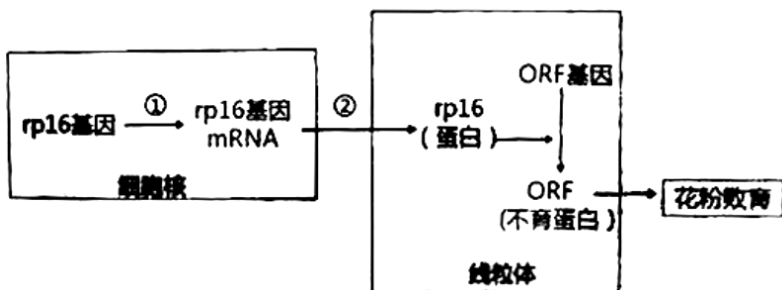 rp16基因
①
rp16基因
mRNA
细胞核
②
rp16
(蛋白)
ORF基因
ORF
(不育蛋白)
线粒体
花粉败育